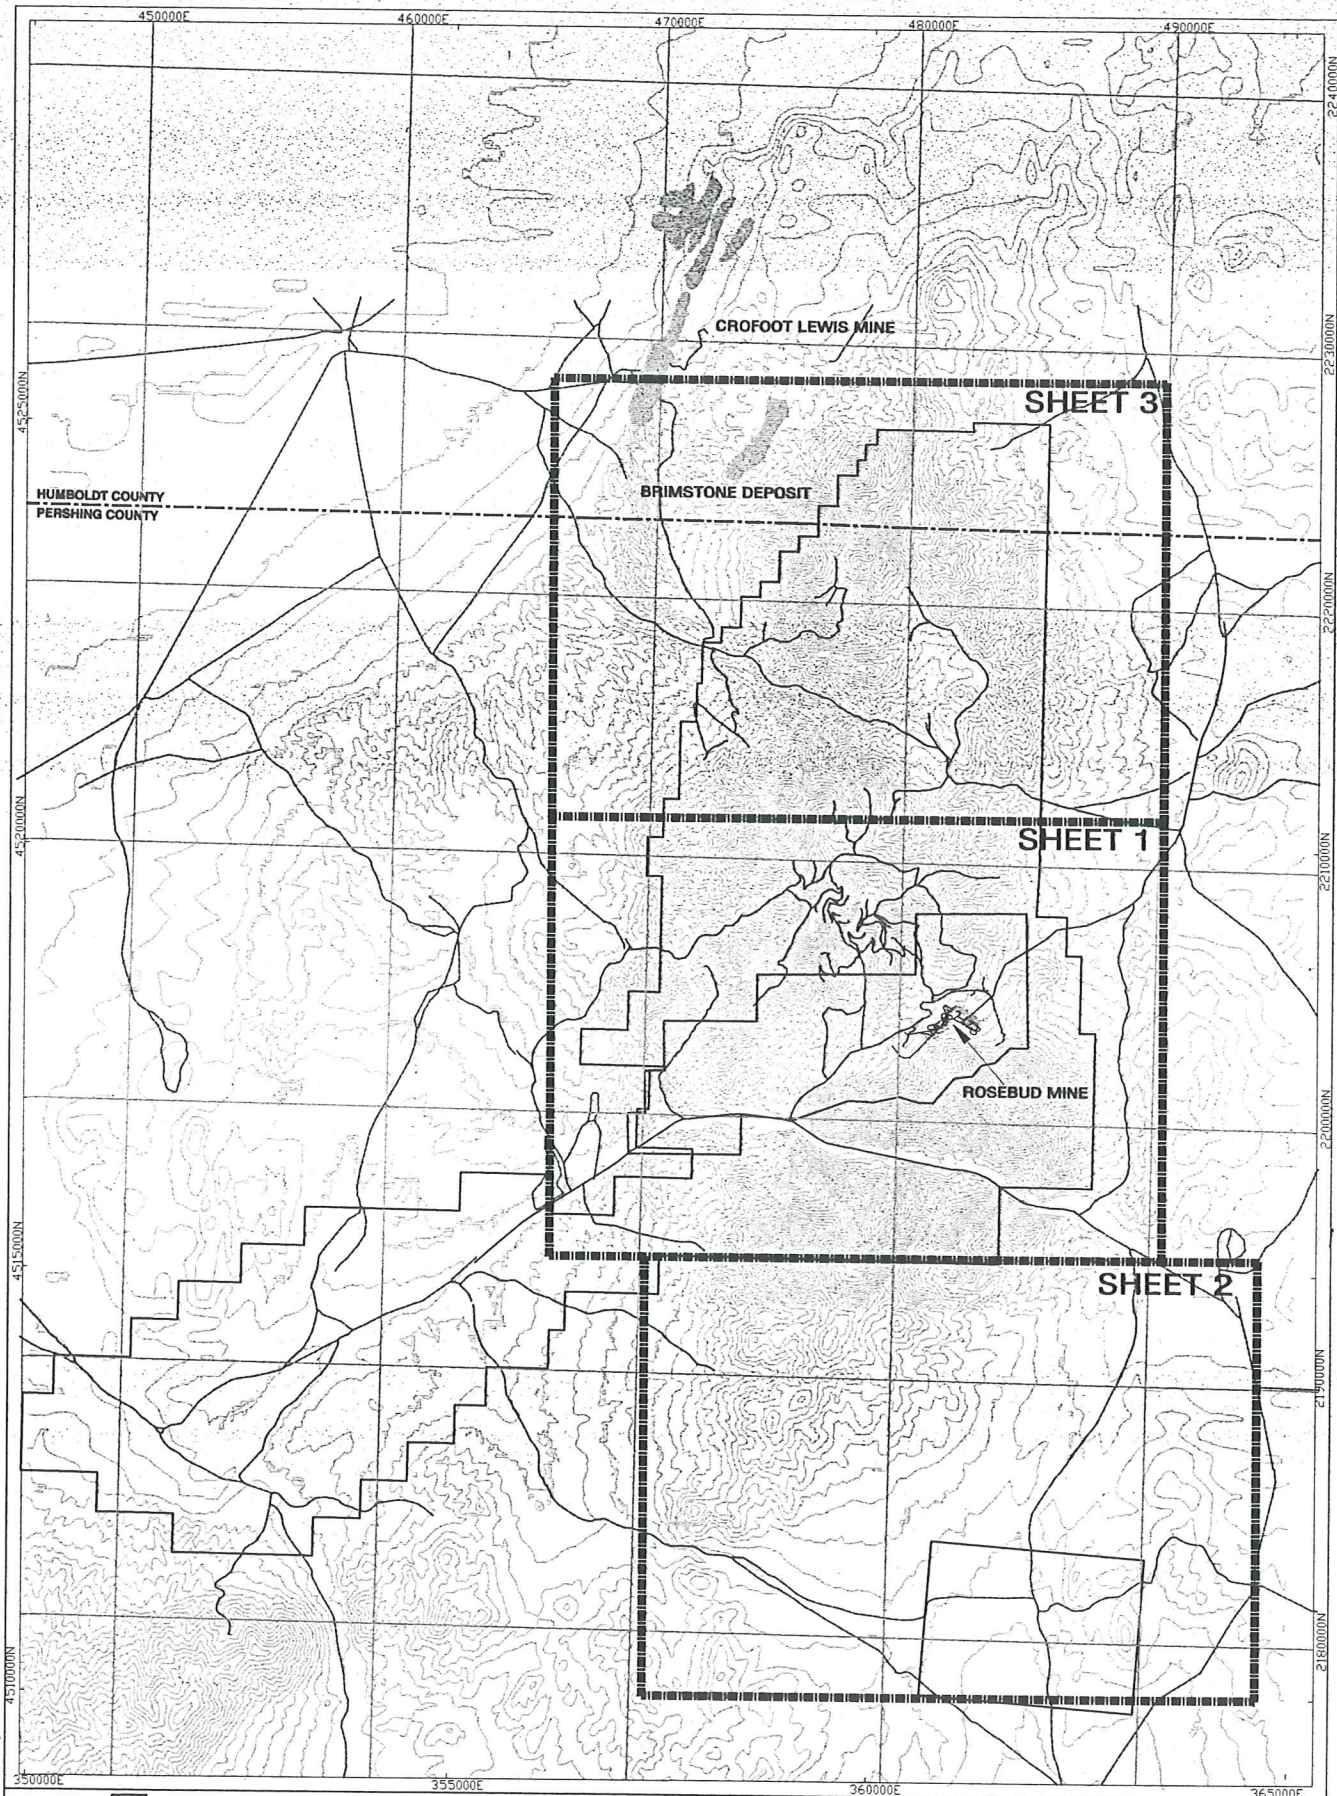 450000E
460000E
470000E
480000E
490000E
2240000N
CROFOOT LEWIS MINE
2230000N
4525000N
SHEET 3
BRIMSTONE DEPOSIT
HUMBOLDT COUNTY
PERSHING COUNTY
2220000N
4520000N
SHEET 1
2210000N
ROSEBUD MINE
2200000N
4515000N
SHEET 2
2190000N
2180000N
4510000N
350000E
355000E
360000E
365000E